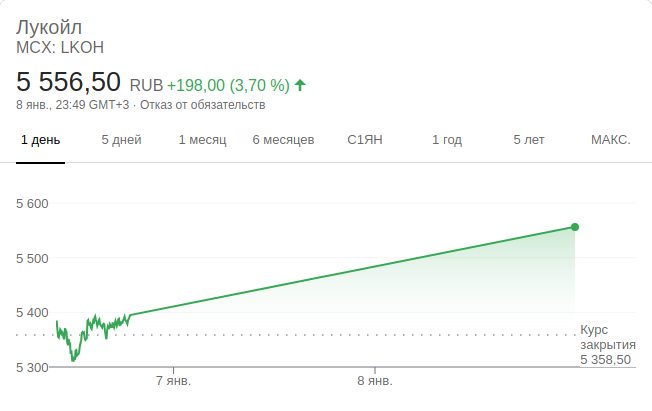 Лукойл
MCX: LKOH
5 556,50 RUB +198,00 (3,70 %)
8 янв., 23:49 GMT+3 · Отказ от обязательств
1 день 5 дней 1 месяц 6 месяцев С1ЯН 1 год 5 лет МАКС.
5 600
5 500
5 400
5 300
Курс
закрытия
5 358,50
7 янв. 8 янв.